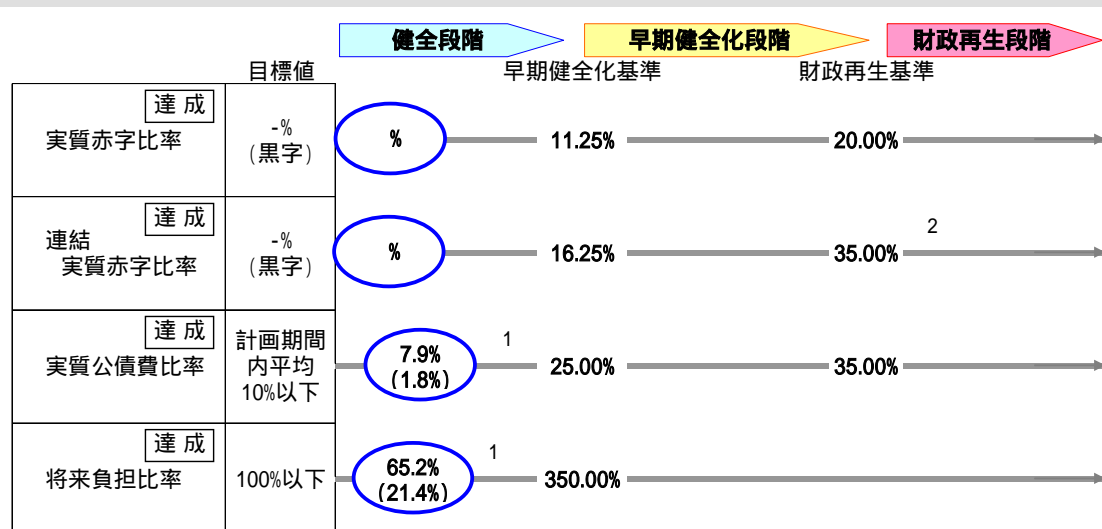 健全段階 早期健全化段階 財政再生段階
目標値 早期健全化基準 財政再生基準
達成
実質赤字比率
-%
(黒字)
% 11.25% 20.00%
達成
連結
実質赤字比率
-%
(黒字)
% 16.25% 35.00% 2
達成
実質公債費比率
計画期間
内平均
10%以下
7.9%
(1.8%)
1
25.00% 35.00%
達成
将来負担比率
100%以下
65.2%
(21.4%)
1
350.00%